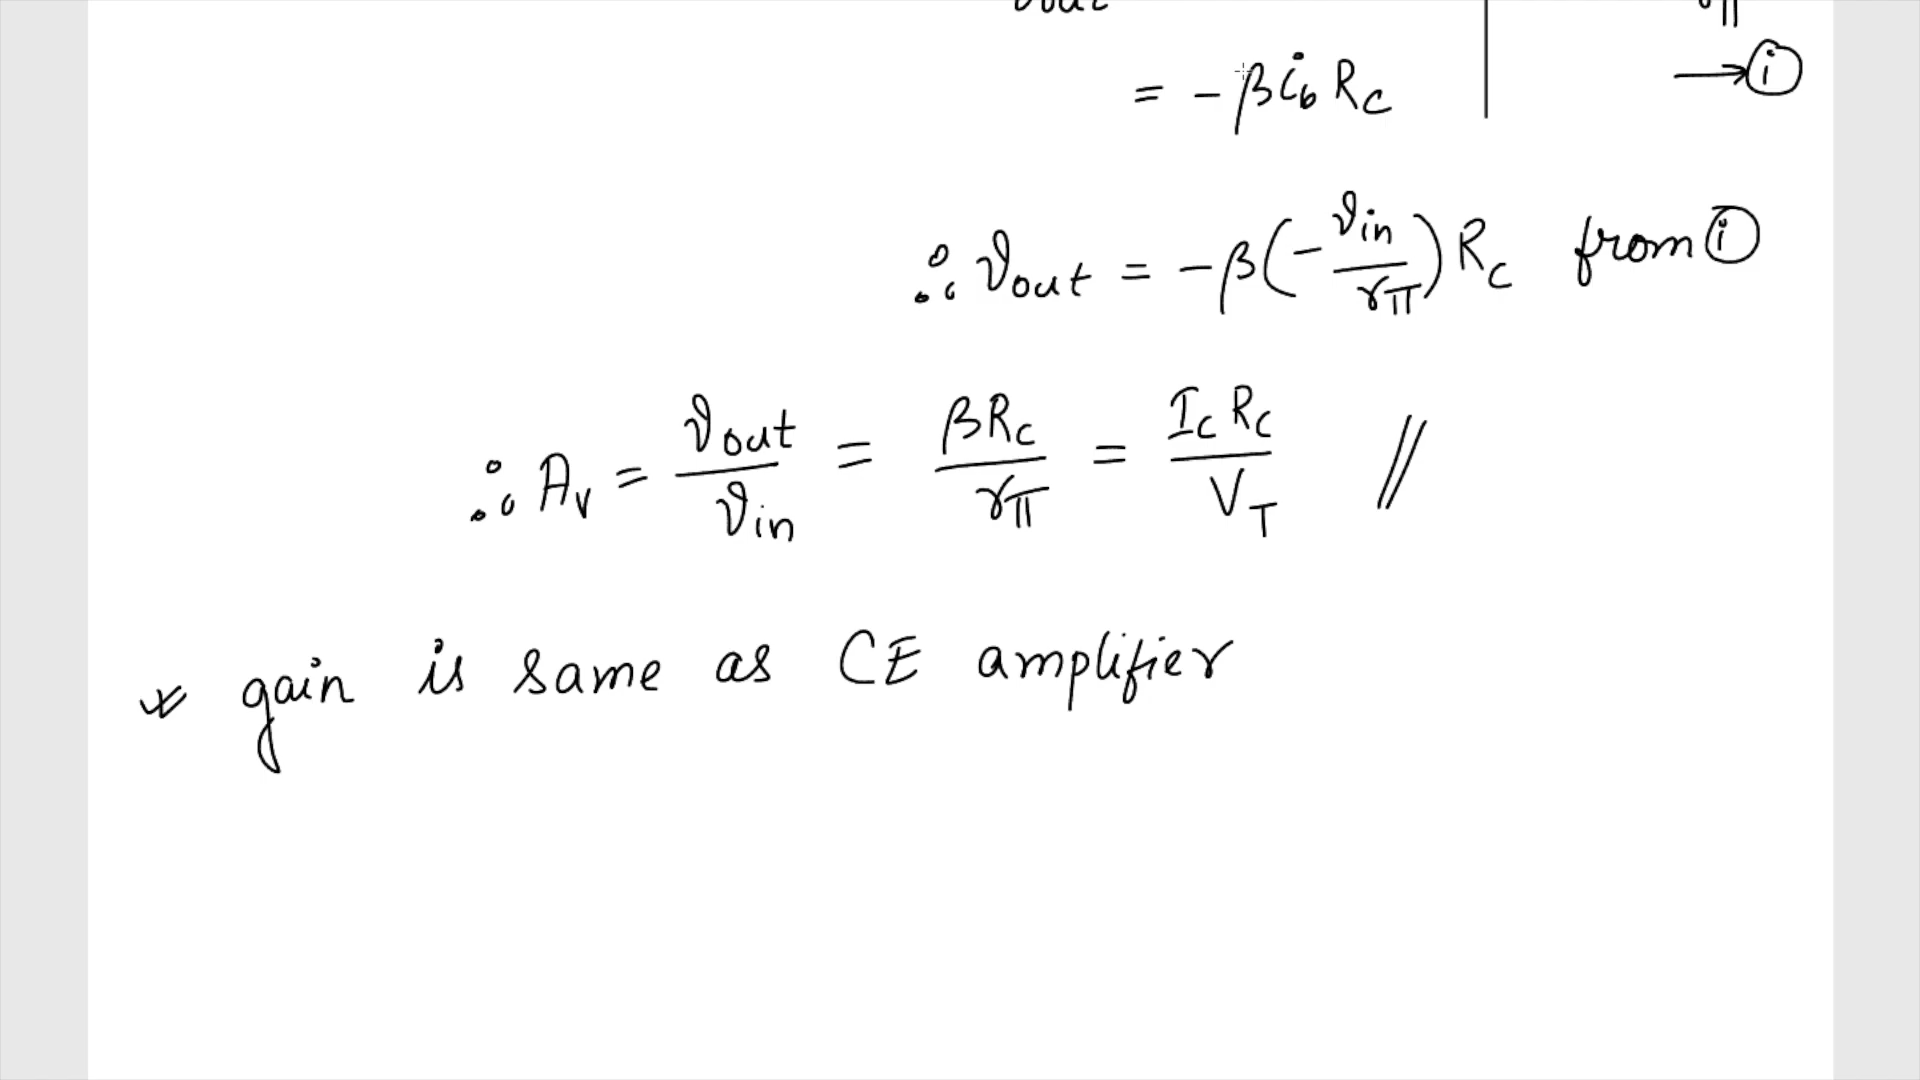 = -βi_b R_C → (i)
∴ v_out = -β(-v_in/r_π) R_C from (i)
∴ A_v = v_out/v_in = βR_C/r_π = I_C R_C/V_T //
* gain is same as CE amplifier